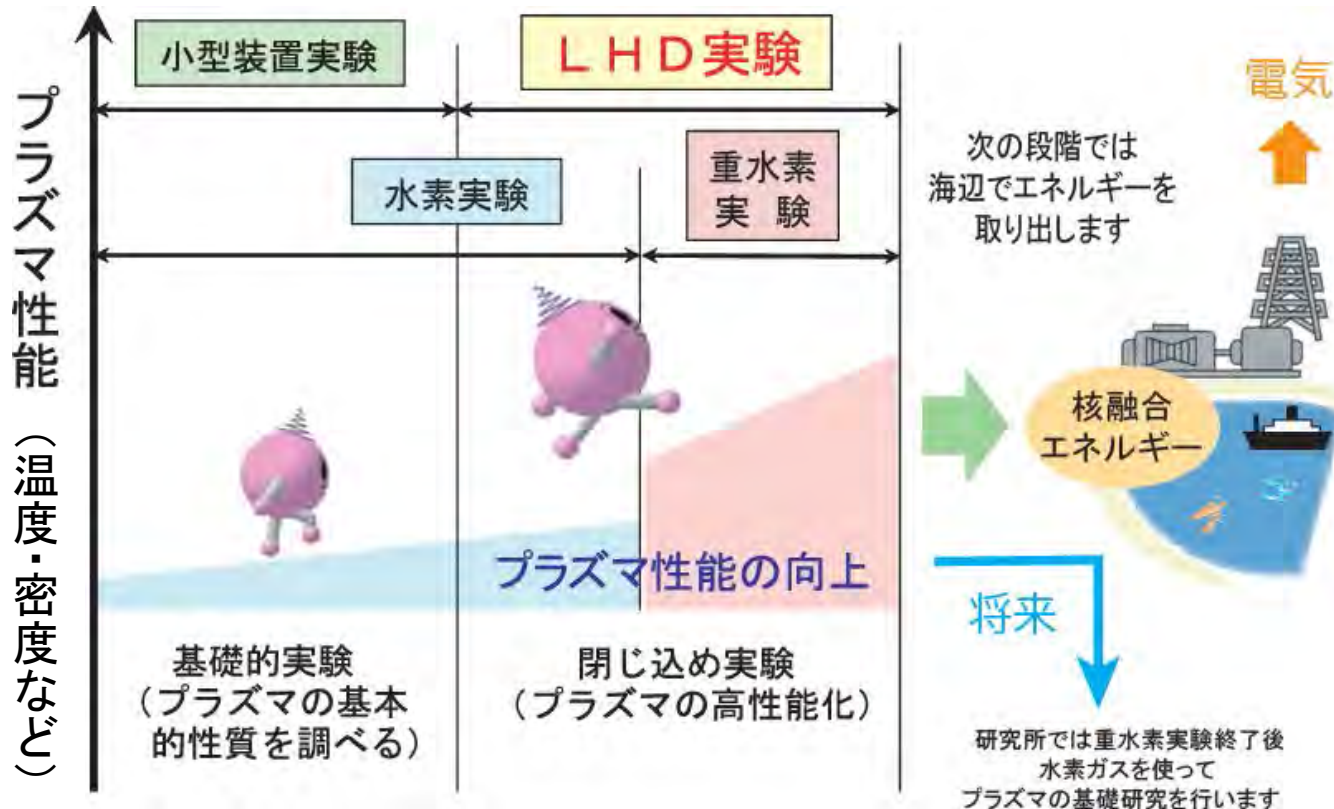 プラズマ性能（温度・密度など）
小型装置実験
ＬＨＤ実験
水素実験
重水素
実　験
プラズマ性能の向上
基礎的実験
（プラズマの基本
的性質を調べる）
閉じ込め実験
（プラズマの高性能化）
電気
次の段階では
海辺でエネルギーを
取り出します
核融合
エネルギー
将来
研究所では重水素実験終了後
水素ガスを使って
プラズマの基礎研究を行います